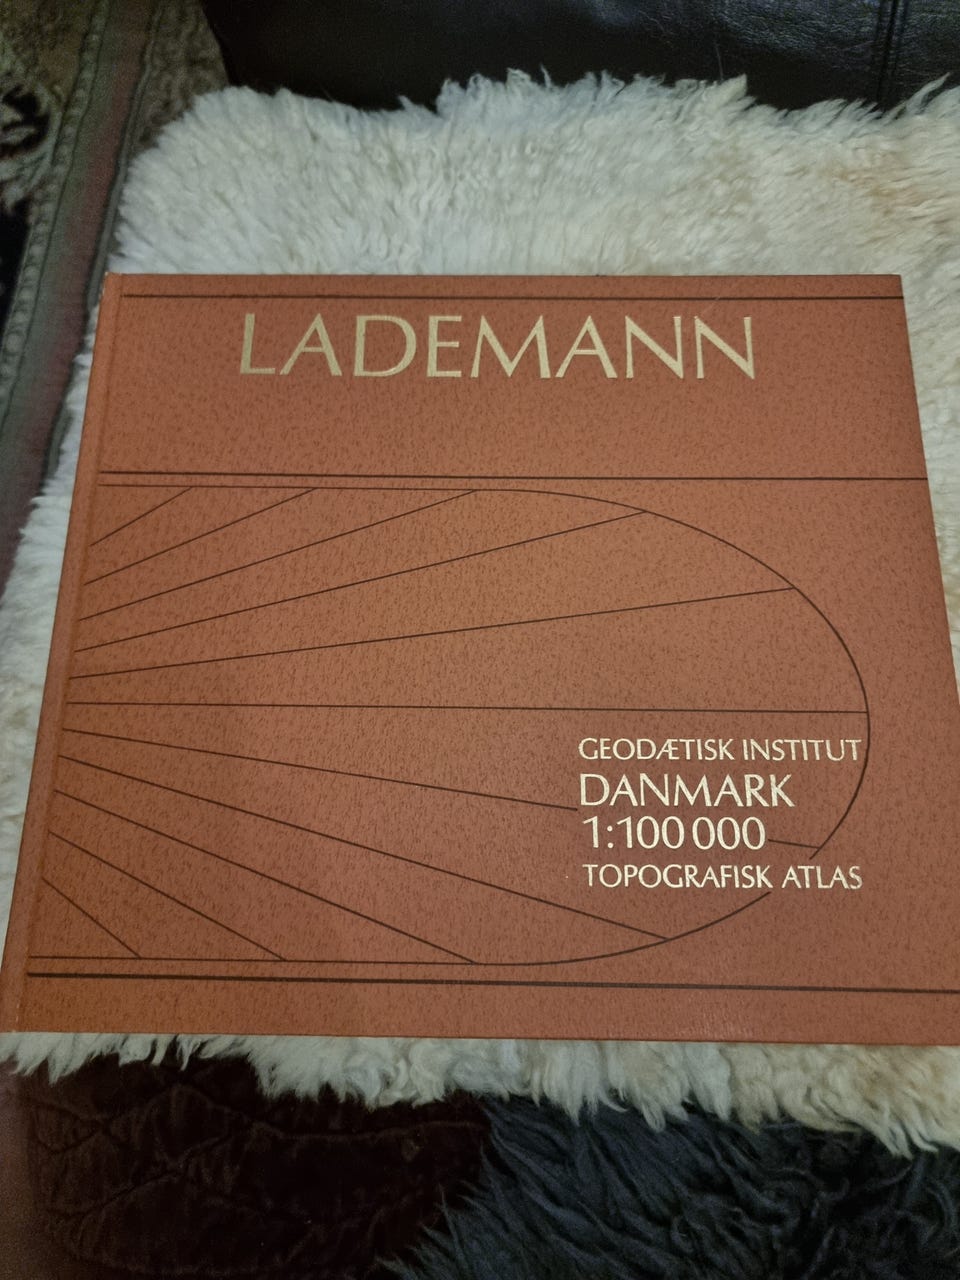 LADEMANN
GEODÆTISK INSTITUT
DANMARK
1:100 000
TOPOGRAFISK ATLAS